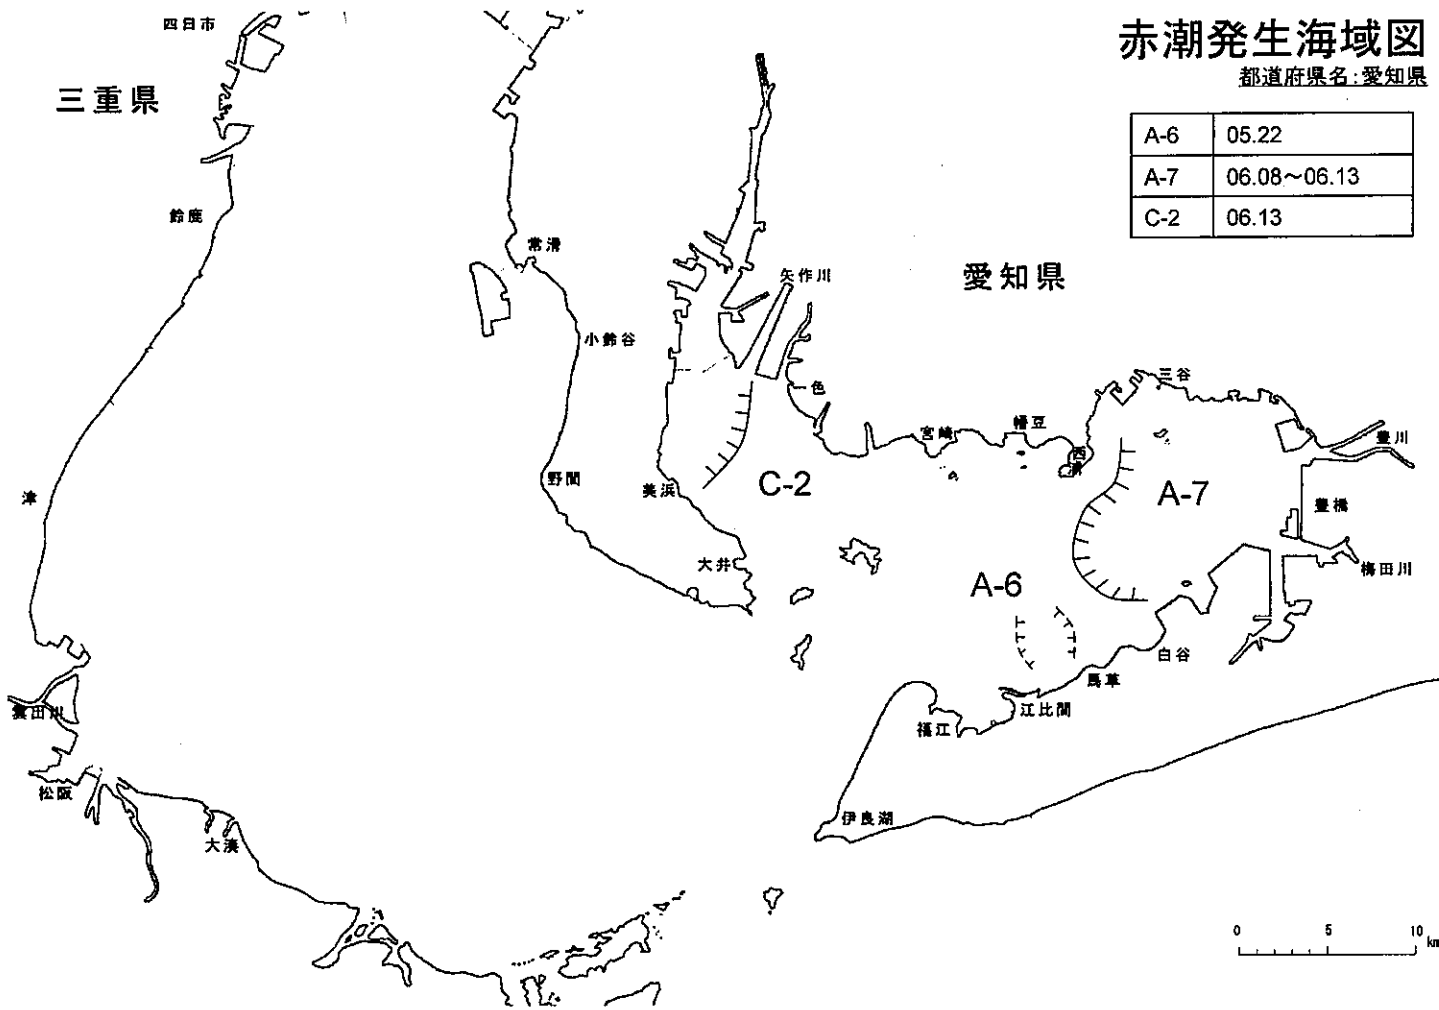 赤潮発生海域図
都道府県名：愛知県
A-6 05.22
A-7 06.08～06.13
C-2 06.13
四日市
三重県
鈴鹿
常滑
矢作川
愛知県
小鈴谷
一色
三谷
宮崎
幡豆
西浦
豊川
津
野間
美浜
C-2
A-7
豊橋
大井
A-6
梅田川
白谷
馬草
雲出川
江比間
福江
松阪
伊良湖
大湊
0 5 10
km